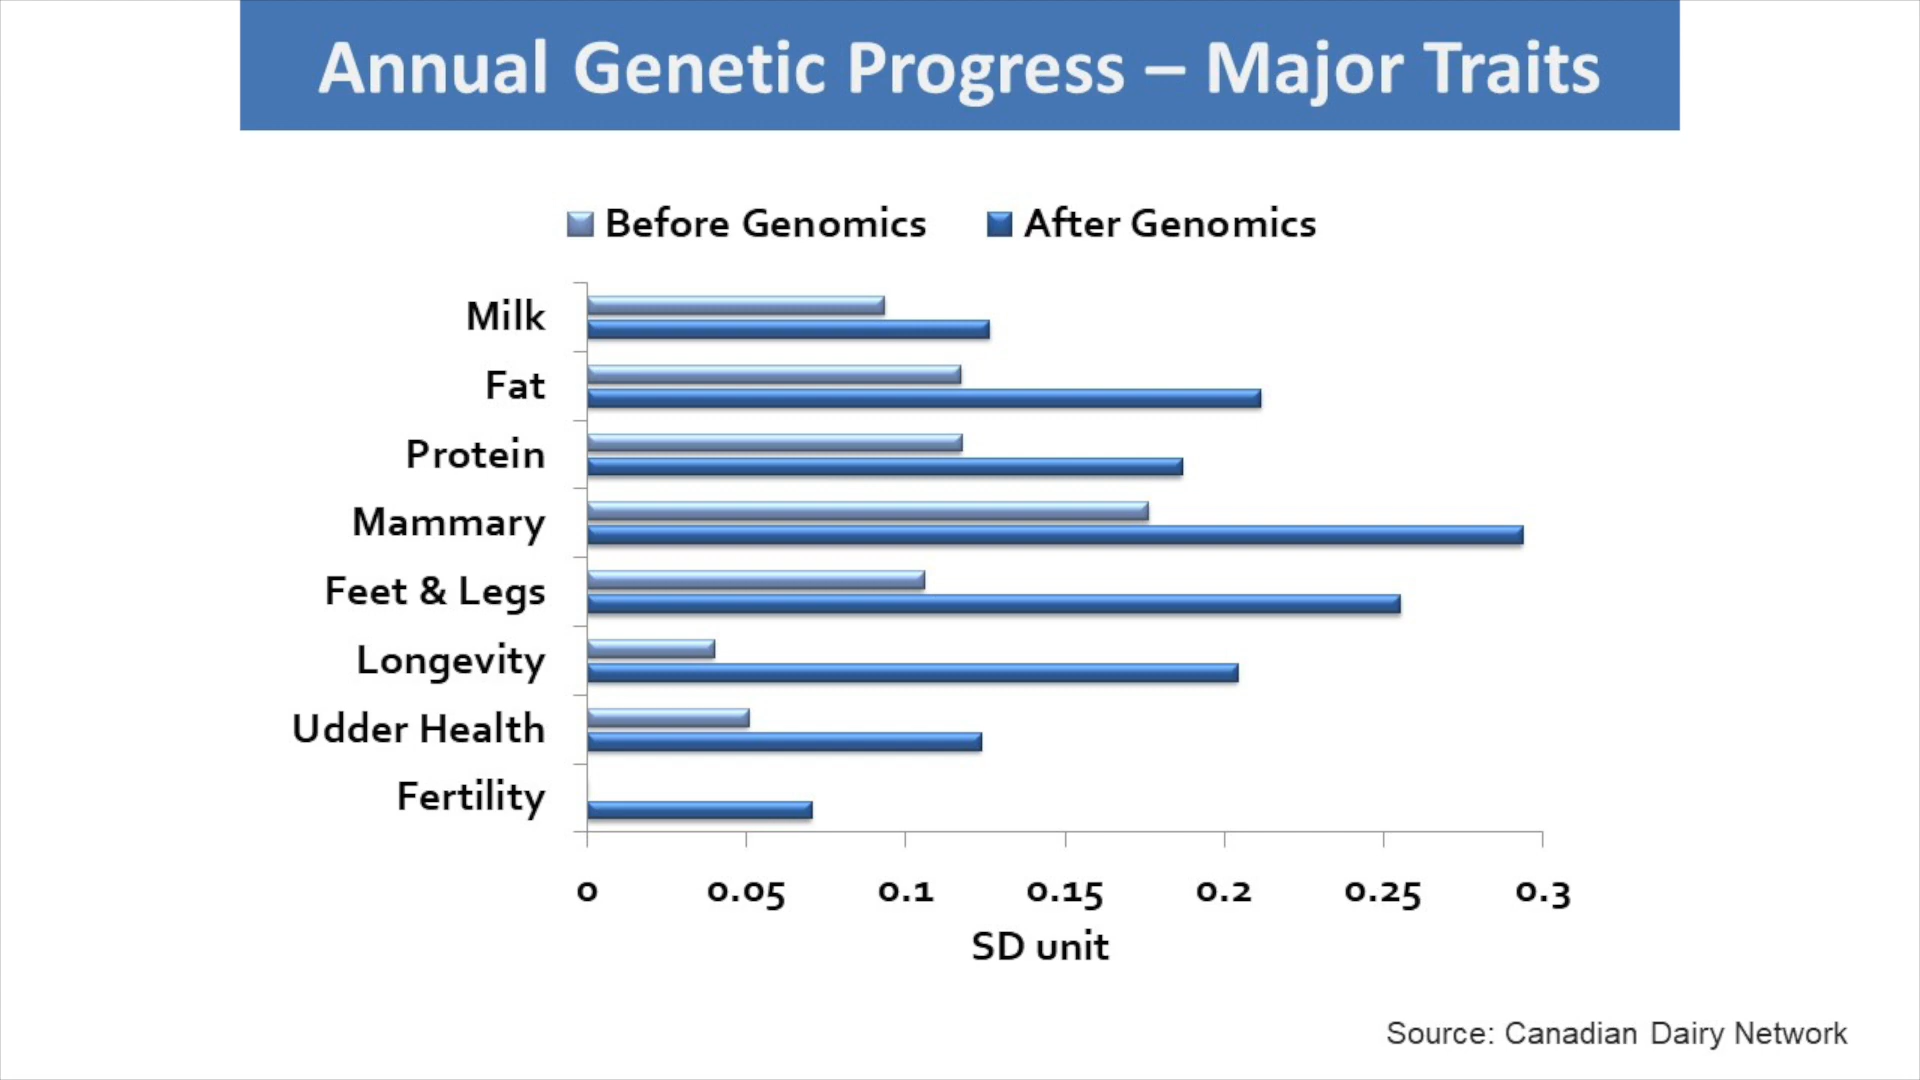 Annual Genetic Progress – Major Traits
Before Genomics After Genomics
Milk
Fat
Protein
Mammary
Feet & Legs
Longevity
Udder Health
Fertility
0 0.05 0.1 0.15 0.2 0.25 0.3
SD unit
Source: Canadian Dairy Network